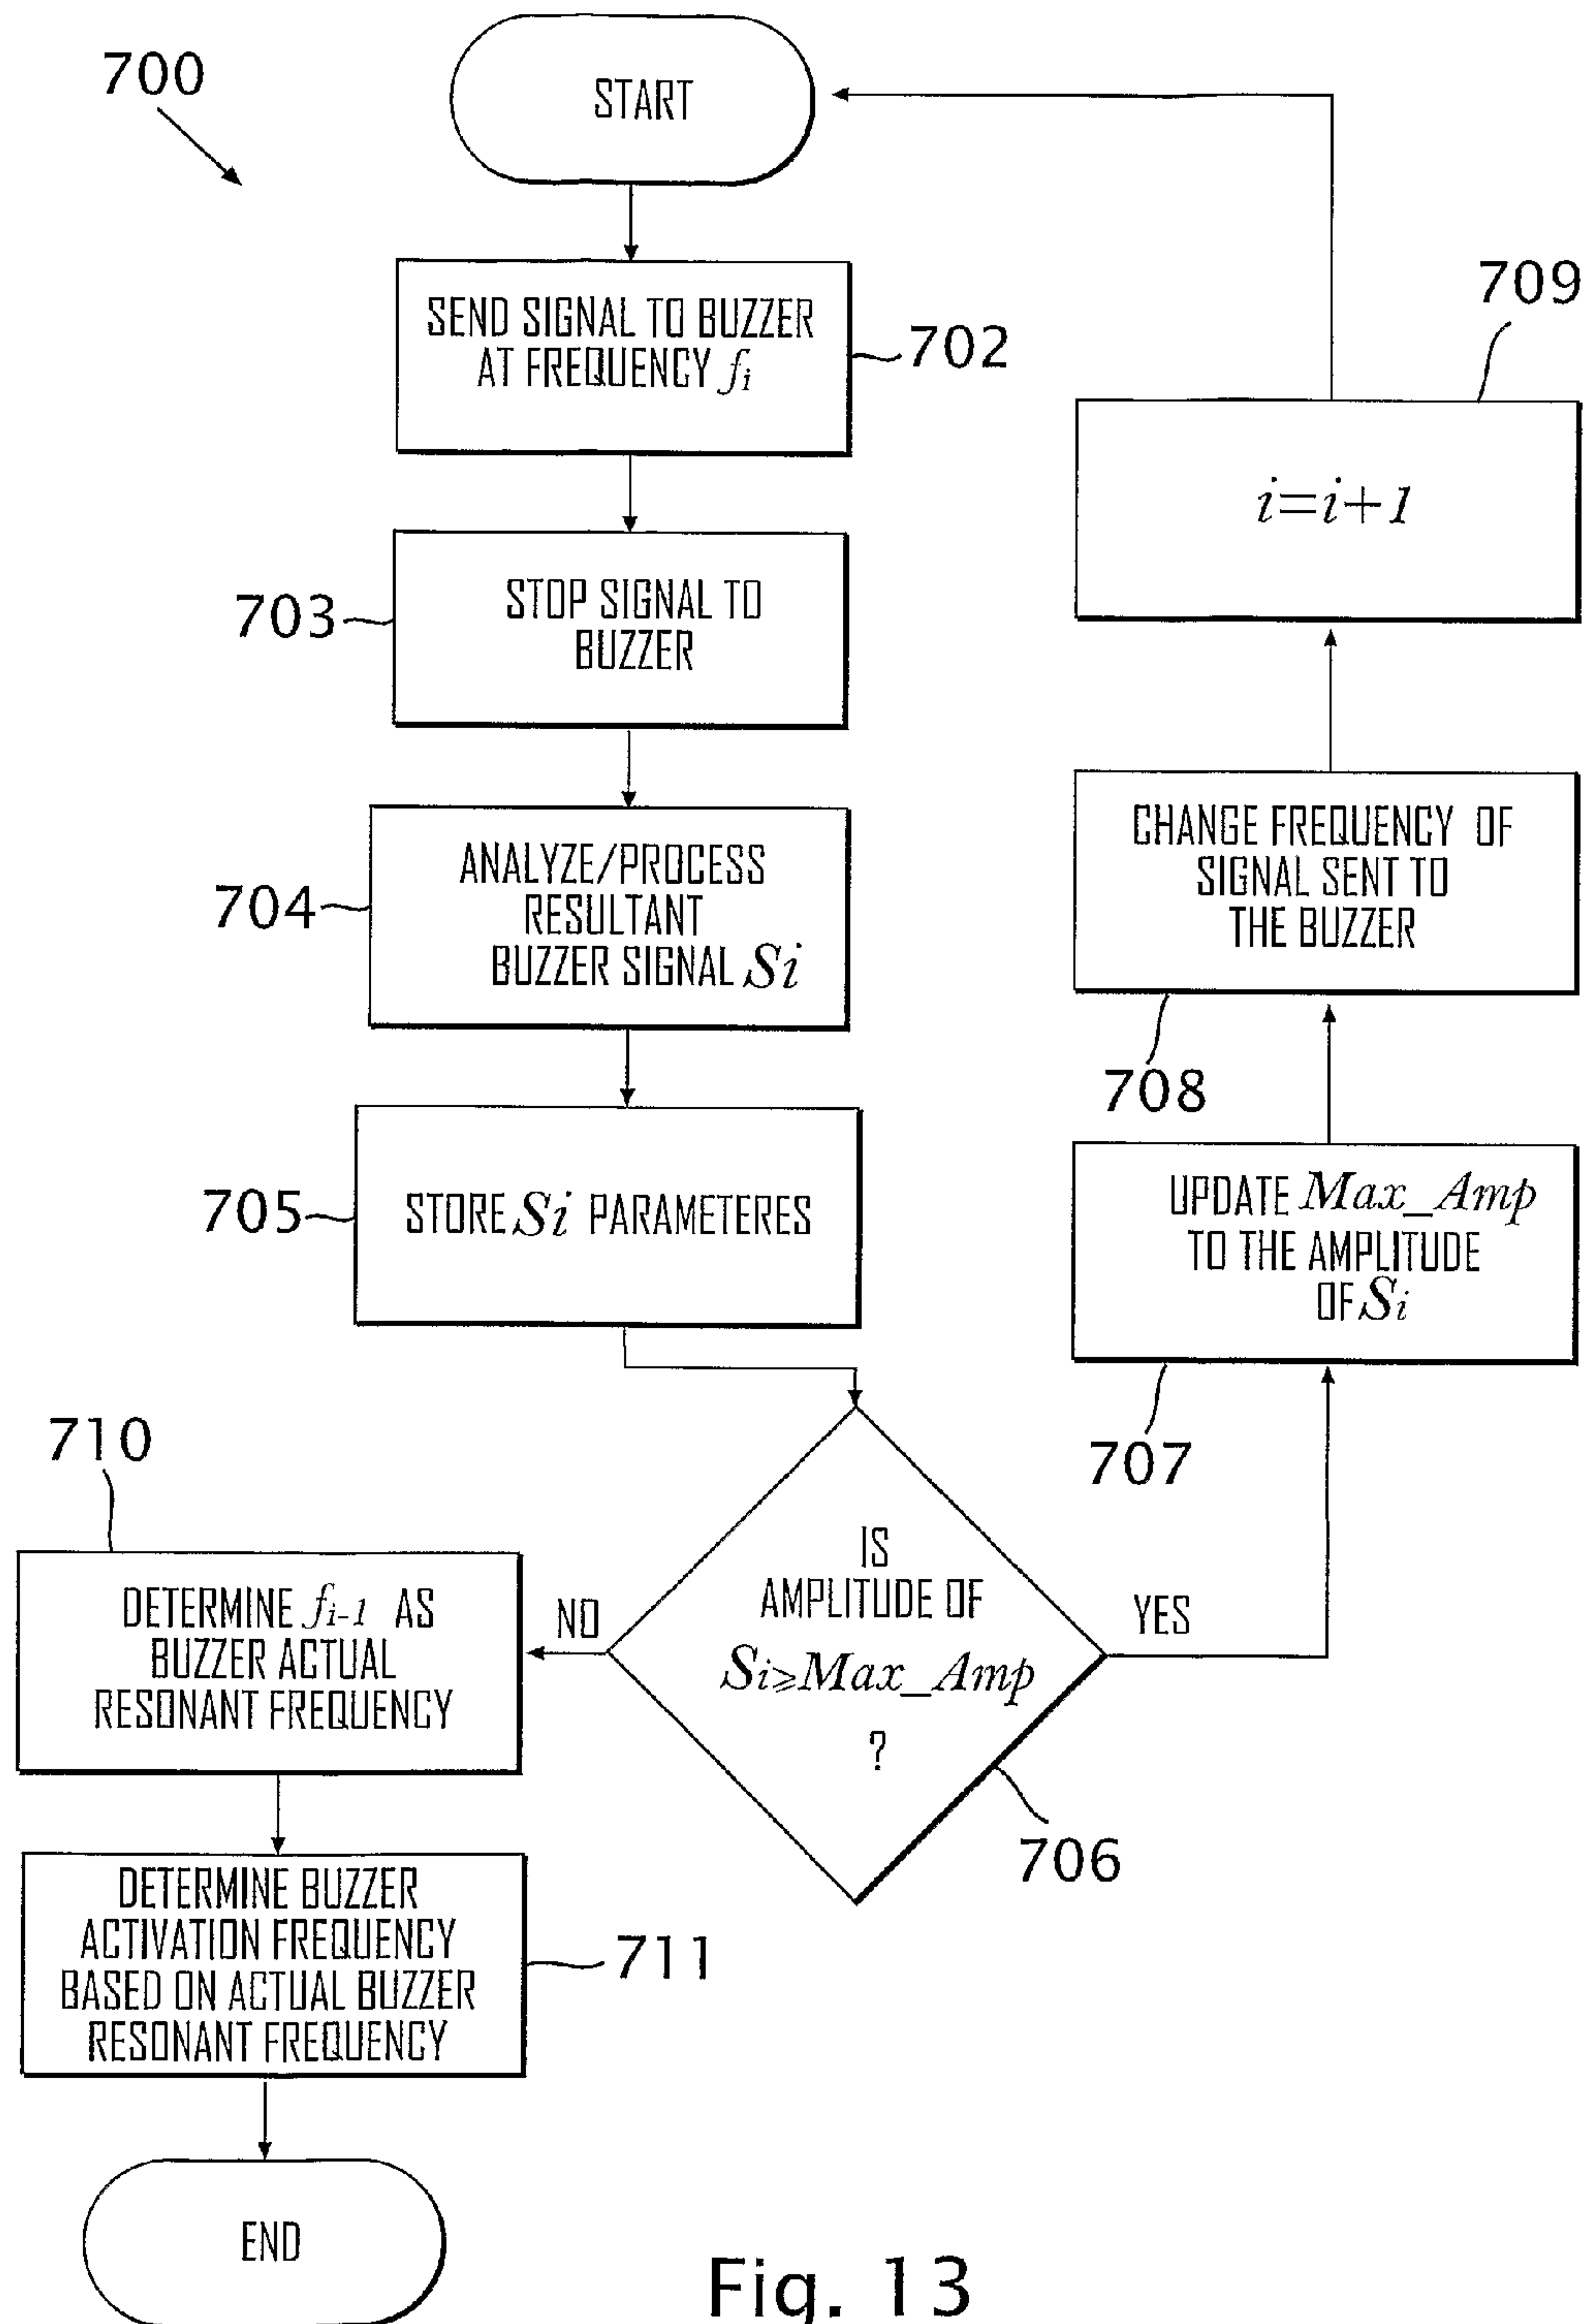 700
START
SEND SIGNAL TO BUZZER
AT FREQUENCY fi
702
STOP SIGNAL TO
BUZZER
703
ANALYZE/PROCESS
RESULTANT
BUZZER SIGNAL Si
704
STORE Si PARAMETERES
705
IS
AMPLITUDE OF
Si≥Max_Amp
?
706
YES
NO
UPDATE Max_Amp
TO THE AMPLITUDE
OF Si
707
CHANGE FREQUENCY OF
SIGNAL SENT TO
THE BUZZER
708
i=i+1
709
710
DETERMINE fi-1 AS
BUZZER ACTUAL
RESONANT FREQUENCY
DETERMINE BUZZER
ACTIVATION FREQUENCY
BASED ON ACTUAL BUZZER
RESONANT FREQUENCY
711
END
Fig. 13